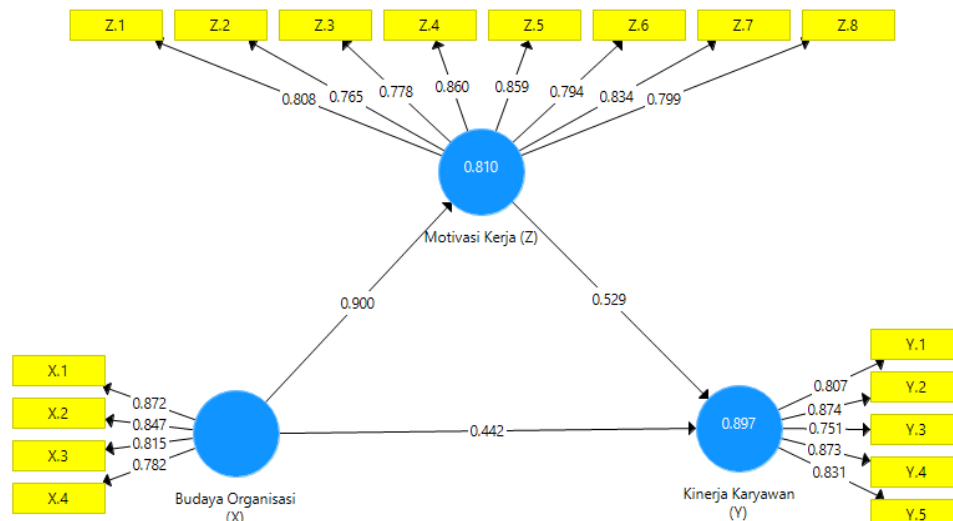 Z.1 Z.2 Z.3 Z.4 Z.5 Z.6 Z.7 Z.8
0.808 0.765 0.778 0.860 0.859 0.794 0.834 0.799
0.810
Motivasi Kerja (Z)
0.900 0.529
X.1
X.2
X.3
X.4
0.872
0.847
0.815
0.782
Budaya Organisasi
(X)
0.442
0.897
Kinerja Karyawan
(Y)
0.807
0.874
0.751
0.873
0.831
Y.1
Y.2
Y.3
Y.4
Y.5